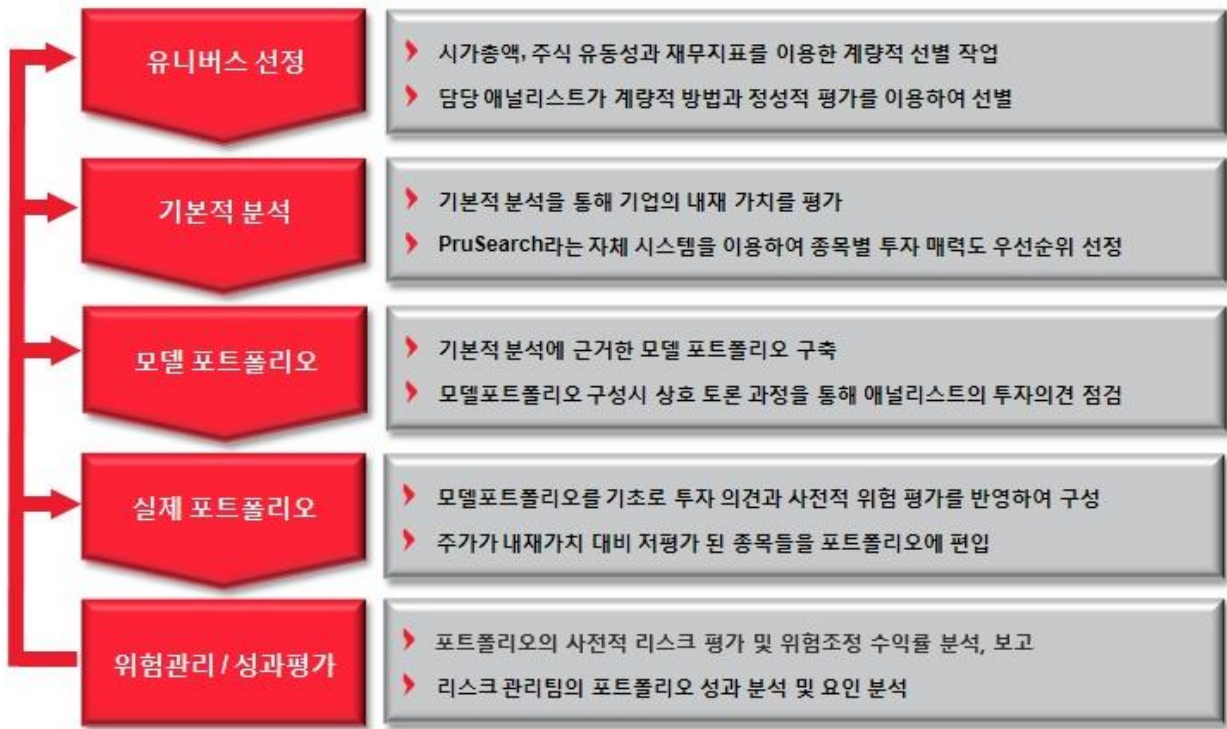 유니버스 선정
시가총액, 주식 유동성과 재무지표를 이용한 계량적 선별 작업
담당 애널리스트가 계량적 방법과 정성적 평가를 이용하여 선별
기본적 분석
기본적 분석을 통해 기업의 내재 가치를 평가
PruSearch라는 자체 시스템을 이용하여 종목별 투자 매력도 우선순위 선정
모델 포트폴리오
기본적 분석에 근거한 모델 포트폴리오 구축
모델포트폴리오 구성시 상호 토론 과정을 통해 애널리스트의 투자의견 점검
실제 포트폴리오
모델포트폴리오를 기초로 투자 의견과 사전적 위험 평가를 반영하여 구성
주가가 내재가치 대비 저평가 된 종목들을 포트폴리오에 편입
위험관리 / 성과평가
포트폴리오의 사전적 리스크 평가 및 위험조정 수익률 분석, 보고
리스크 관리팀의 포트폴리오 성과 분석 및 요인 분석